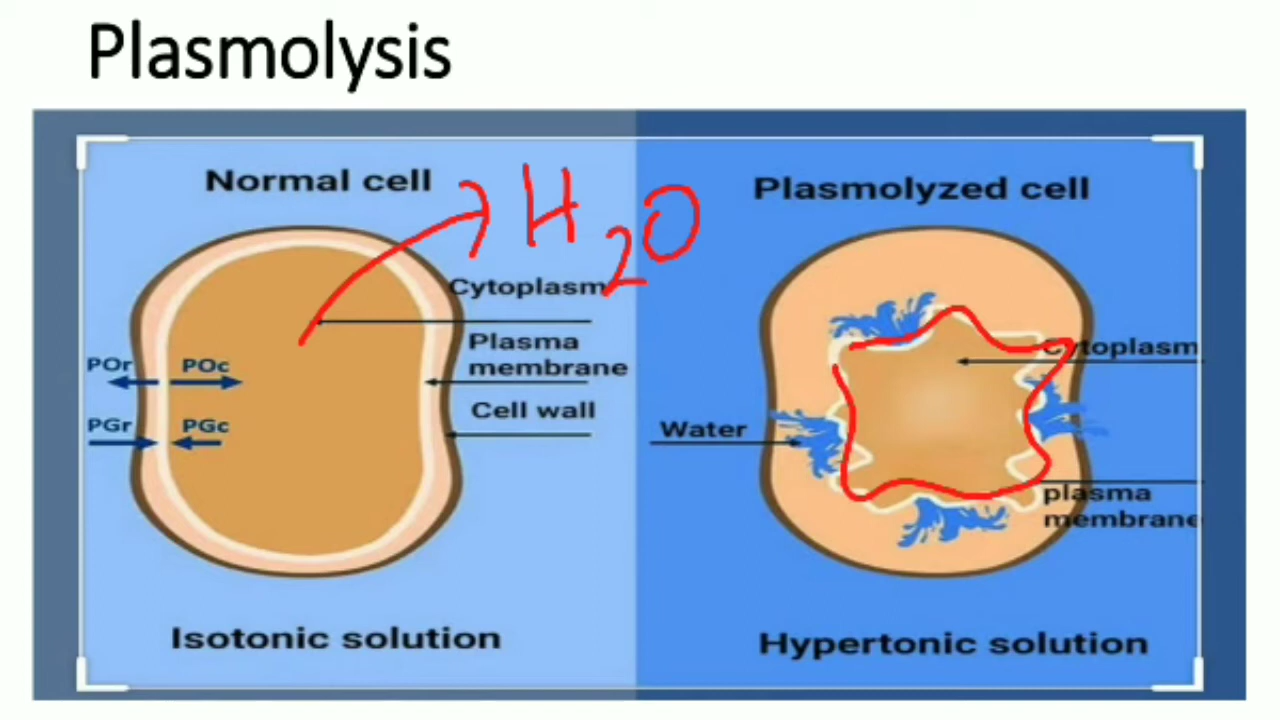 Plasmolysis
Normal cell
H2O
Cytoplasm
Plasma
membrane
Cell wall
POr
POc
PGr
PGc
Isotonic solution
Plasmolyzed cell
Cytoplasm
Water
plasma
membrane
Hypertonic solution